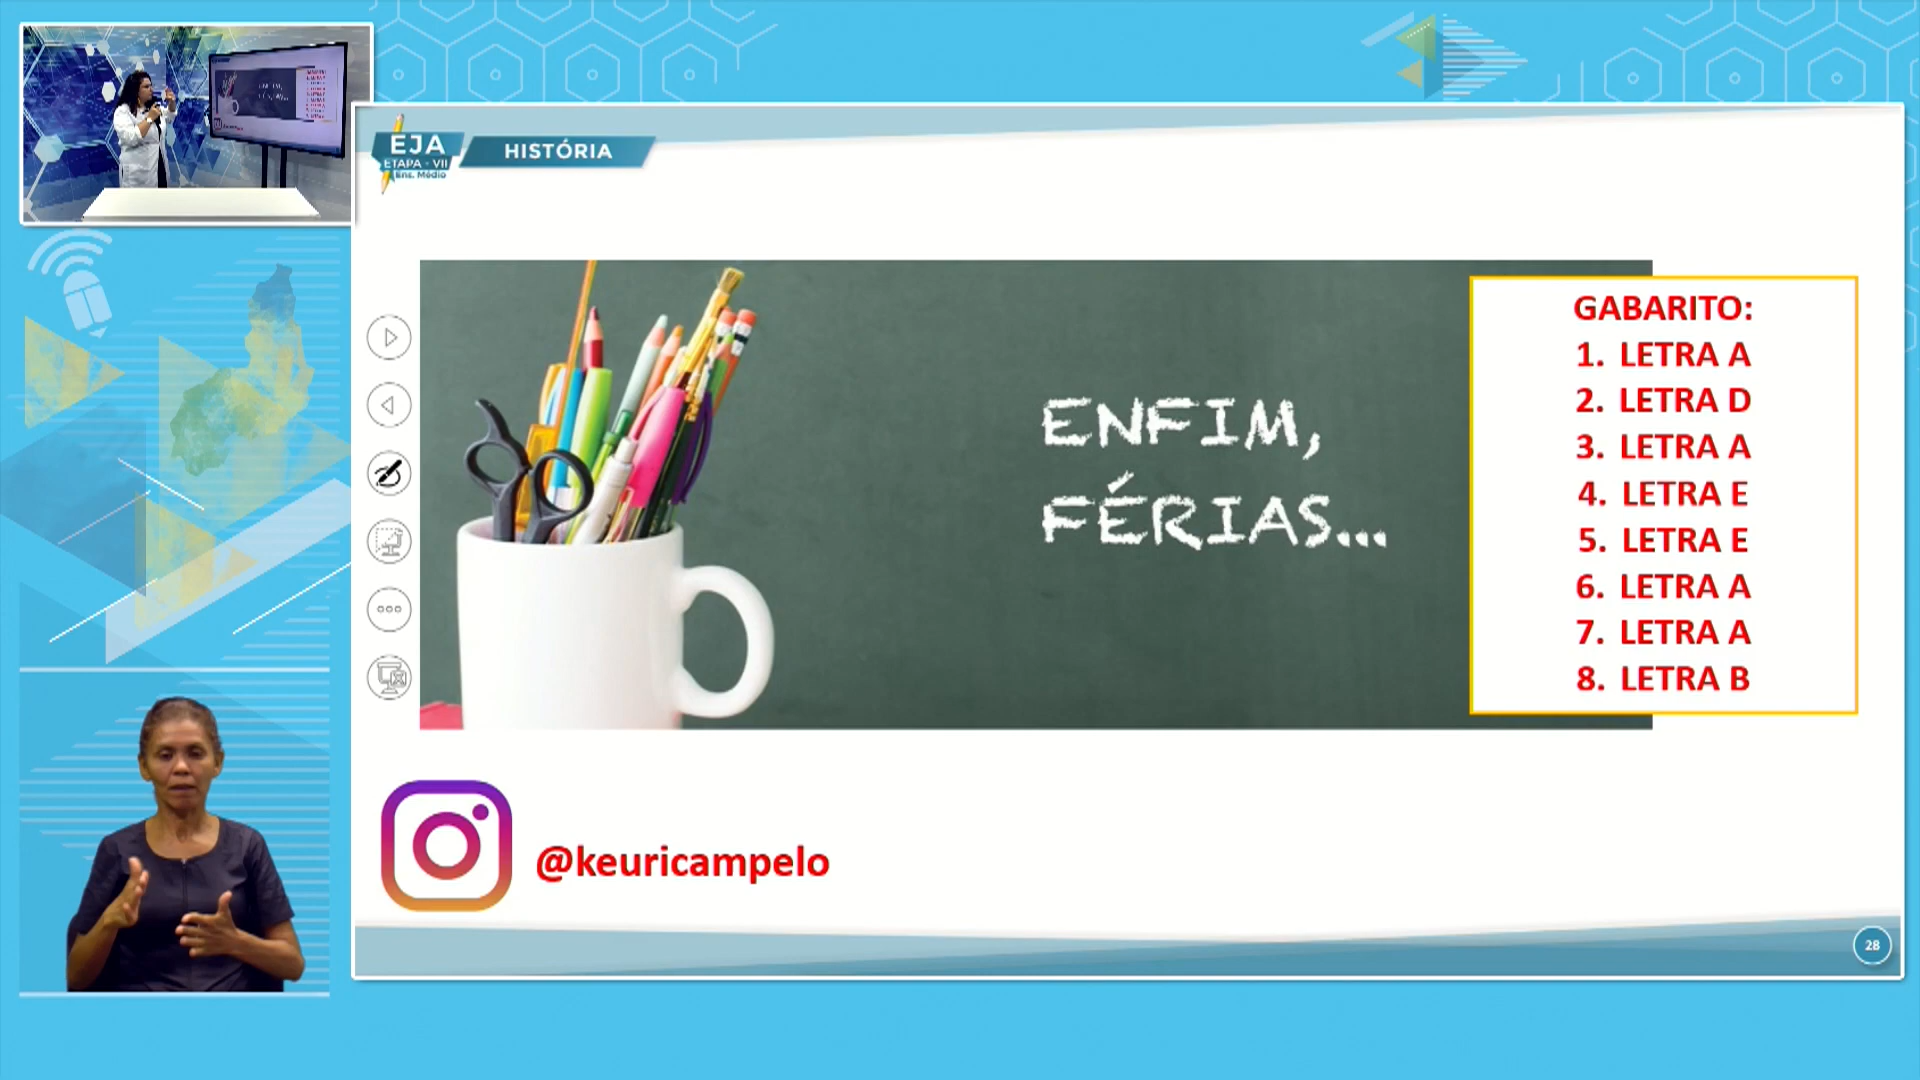 EJA
ETAPA - VII
Ens. Médio
HISTÓRIA
ENFIM,
FÉRIAS...
GABARITO:
1. LETRA A
2. LETRA D
3. LETRA A
4. LETRA E
5. LETRA E
6. LETRA A
7. LETRA A
8. LETRA B
@keuricampelo
28